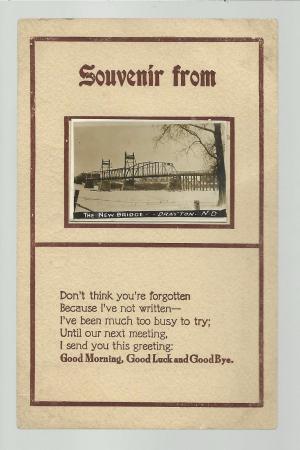 Souvenir from
THE NEW BRIDGE - - DRAYTON - N D
Don't think you're forgotten
Because I've not written—
I've been much too busy to try;
Until our next meeting,
I send you this greeting:
Good Morning, Good Luck and Good Bye.